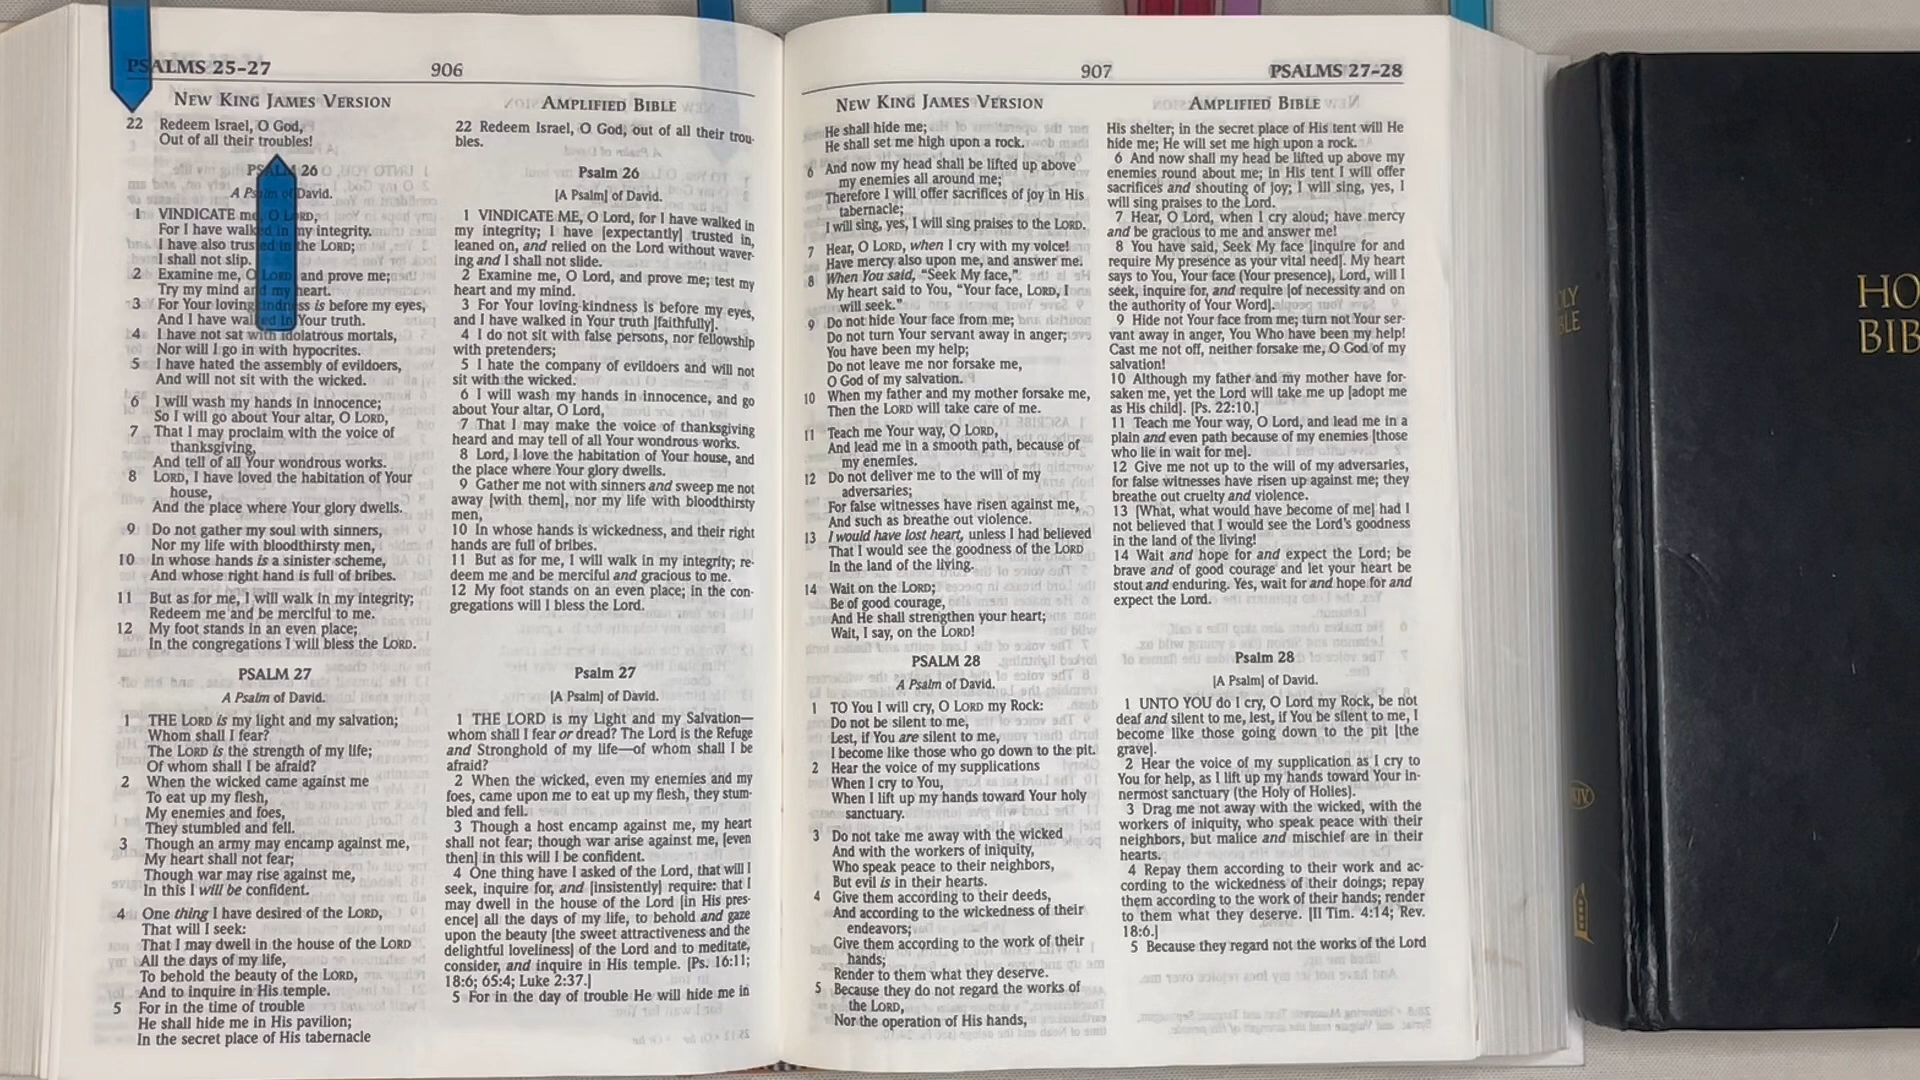 PSALMS 25-27
906
NEW KING JAMES VERSION
22 Redeem Israel, O God,
Out of all their troubles!
PSALM 26
A Psalm of David.
1 VINDICATE me, O LORD,
For I have walked in my integrity.
I have also trusted in the LORD;
I shall not slip.
2 Examine me, O LORD, and prove me;
Try my mind and my heart.
3 For Your lovingkindness is before my eyes,
And I have walked in Your truth.
4 I have not sat with idolatrous mortals,
Nor will I go in with hypocrites.
5 I have hated the assembly of evildoers,
And will not sit with the wicked.
6 I will wash my hands in innocence;
So I will go about Your altar, O LORD,
7 That I may proclaim with the voice of
thanksgiving,
And tell of all Your wondrous works.
8 LORD, I have loved the habitation of Your
house,
And the place where Your glory dwells.
9 Do not gather my soul with sinners,
Nor my life with bloodthirsty men,
10 In whose hands is a sinister scheme,
And whose right hand is full of bribes.
11 But as for me, I will walk in my integrity;
Redeem me and be merciful to me.
12 My foot stands in an even place;
In the congregations I will bless the LORD.
PSALM 27
A Psalm of David.
1 THE LORD is my light and my salvation;
Whom shall I fear?
The LORD is the strength of my life;
Of whom shall I be afraid?
2 When the wicked came against me
To eat up my flesh,
My enemies and foes,
They stumbled and fell.
3 Though an army may encamp against me,
My heart shall not fear;
Though war may rise against me,
In this I will be confident.
4 One thing I have desired of the LORD,
That will I seek:
That I may dwell in the house of the LORD
All the days of my life,
To behold the beauty of the LORD,
And to inquire in His temple.
5 For in the time of trouble
He shall hide me in His pavilion;
In the secret place of His tabernacle
AMPLIFIED BIBLE
22 Redeem Israel, O God, out of all their trou-
bles.
Psalm 26
[A Psalm] of David.
1 VINDICATE ME, O Lord, for I have walked in
my integrity; I have [expectantly] trusted in,
leaned on, and relied on the Lord without waver-
ing and I shall not slide.
2 Examine me, O Lord, and prove me; test my
heart and my mind.
3 For Your loving-kindness is before my eyes,
and I have walked in Your truth [faithfully].
4 I do not sit with false persons, nor fellowship
with pretenders;
5 I hate the company of evildoers and will not
sit with the wicked.
6 I will wash my hands in innocence, and go
about Your altar, O Lord,
7 That I may make the voice of thanksgiving
heard and may tell of all Your wondrous works.
8 Lord, I love the habitation of Your house, and
the place where Your glory dwells.
9 Gather me not with sinners and sweep me not
away [with them], nor my life with bloodthirsty
men,
10 In whose hands is wickedness, and their right
hands are full of bribes.
11 But as for me, I will walk in my integrity; re-
deem me and be merciful and gracious to me.
12 My foot stands on an even place; in the con-
gregations will I bless the Lord.
Psalm 27
[A Psalm] of David.
1 THE LORD is my Light and my Salvation—
whom shall I fear or dread? The Lord is the Refuge
and Stronghold of my life—of whom shall I be
afraid?
2 When the wicked, even my enemies and my
foes, came upon me to eat up my flesh, they stum-
bled and fell.
3 Though a host encamp against me, my heart
shall not fear; though war arise against me, [even
then] in this will I be confident.
4 One thing have I asked of the Lord, that will I
seek, inquire for, and [insistently] require: that I
may dwell in the house of the Lord [in His pres-
ence] all the days of my life, to behold and gaze
upon the beauty [the sweet attractiveness and the
delightful loveliness] of the Lord and to meditate,
consider, and inquire in His temple. [Ps. 16:11;
18:6; 65:4; Luke 2:37.]
5 For in the day of trouble He will hide me in
907
PSALMS 27-28
NEW KING JAMES VERSION
He shall hide me;
He shall set me high upon a rock.
6 And now my head shall be lifted up above
my enemies all around me;
Therefore I will offer sacrifices of joy in His
tabernacle;
I will sing, yes, I will sing praises to the LORD.
7 Hear, O LORD, when I cry with my voice!
Have mercy also upon me, and answer me.
8 When You said, “Seek My face,”
My heart said to You, “Your face, LORD, I
will seek.”
9 Do not hide Your face from me;
Do not turn Your servant away in anger;
You have been my help;
Do not leave me nor forsake me,
O God of my salvation.
10 When my father and my mother forsake me,
Then the LORD will take care of me.
11 Teach me Your way, O LORD,
And lead me in a smooth path, because of
my enemies.
12 Do not deliver me to the will of my
adversaries;
For false witnesses have risen against me,
And such as breathe out violence.
13 I would have lost heart, unless I had believed
That I would see the goodness of the LORD
In the land of the living.
14 Wait on the LORD;
Be of good courage,
And He shall strengthen your heart;
Wait, I say, on the LORD!
PSALM 28
A Psalm of David.
1 TO You I will cry, O LORD my Rock:
Do not be silent to me,
Lest, if You are silent to me,
I become like those who go down to the pit.
2 Hear the voice of my supplications
When I cry to You,
When I lift up my hands toward Your holy
sanctuary.
3 Do not take me away with the wicked
And with the workers of iniquity,
Who speak peace to their neighbors,
But evil is in their hearts.
4 Give them according to their deeds,
And according to the wickedness of their
endeavors;
Give them according to the work of their
hands;
Render to them what they deserve.
5 Because they do not regard the works of
the LORD,
Nor the operation of His hands,
AMPLIFIED BIBLE
His shelter; in the secret place of His tent will He
hide me; He will set me high upon a rock.
6 And now shall my head be lifted up above my
enemies round about me; in His tent I will offer
sacrifices and shouting of joy; I will sing, yes, I
will sing praises to the Lord.
7 Hear, O Lord, when I cry aloud; have mercy
and be gracious to me and answer me!
8 You have said, Seek My face [inquire for and
require My presence as your vital need]. My heart
says to You, Your face (Your presence), Lord, will I
seek, inquire for, and require [of necessity and on
the authority of Your Word].
9 Hide not Your face from me; turn not Your ser-
vant away in anger, You Who have been my help!
Cast me not off, neither forsake me, O God of my
salvation!
10 Although my father and my mother have for-
saken me, yet the Lord will take me up [adopt me
as His child]. [Ps. 22:10.]
11 Teach me Your way, O Lord, and lead me in a
plain and even path because of my enemies [those
who lie in wait for me].
12 Give me not up to the will of my adversaries,
for false witnesses have risen up against me; they
breathe out cruelty and violence.
13 [What, what would have become of me] had I
not believed that I would see the Lord's goodness
in the land of the living!
14 Wait and hope for and expect the Lord; be
brave and of good courage and let your heart be
stout and enduring. Yes, wait for and hope for and
expect the Lord.
Psalm 28
[A Psalm] of David.
1 UNTO YOU do I cry, O Lord my Rock, be not
deaf and silent to me, lest, if You be silent to me, I
become like those going down to the pit [the
grave].
2 Hear the voice of my supplication as I cry to
You for help, as I lift up my hands toward Your in-
nermost sanctuary (the Holy of Holies).
3 Drag me not away with the wicked, with the
workers of iniquity, who speak peace with their
neighbors, but malice and mischief are in their
hearts.
4 Repay them according to their work and ac-
cording to the wickedness of their doings; repay
them according to the work of their hands; render
to them what they deserve. [II Tim. 4:14; Rev.
18:6.]
5 Because they regard not the works of the Lord
OLY
BLE
KJV
HO
BIB